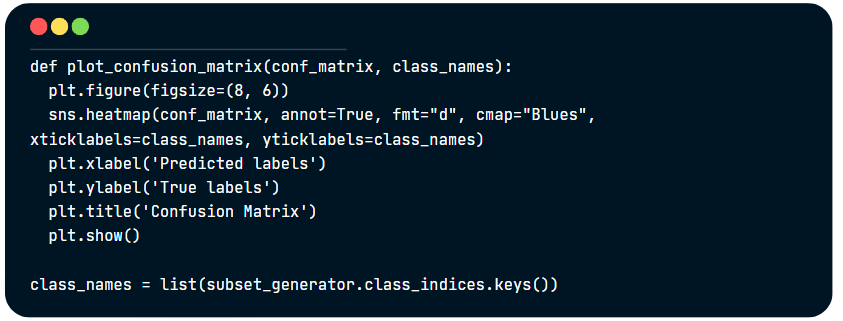 def plot_confusion_matrix(conf_matrix, class_names):
  plt.figure(figsize=(8, 6))
  sns.heatmap(conf_matrix, annot=True, fmt="d", cmap="Blues",
xticklabels=class_names, yticklabels=class_names)
  plt.xlabel('Predicted labels')
  plt.ylabel('True labels')
  plt.title('Confusion Matrix')
  plt.show()

class_names = list(subset_generator.class_indices.keys())